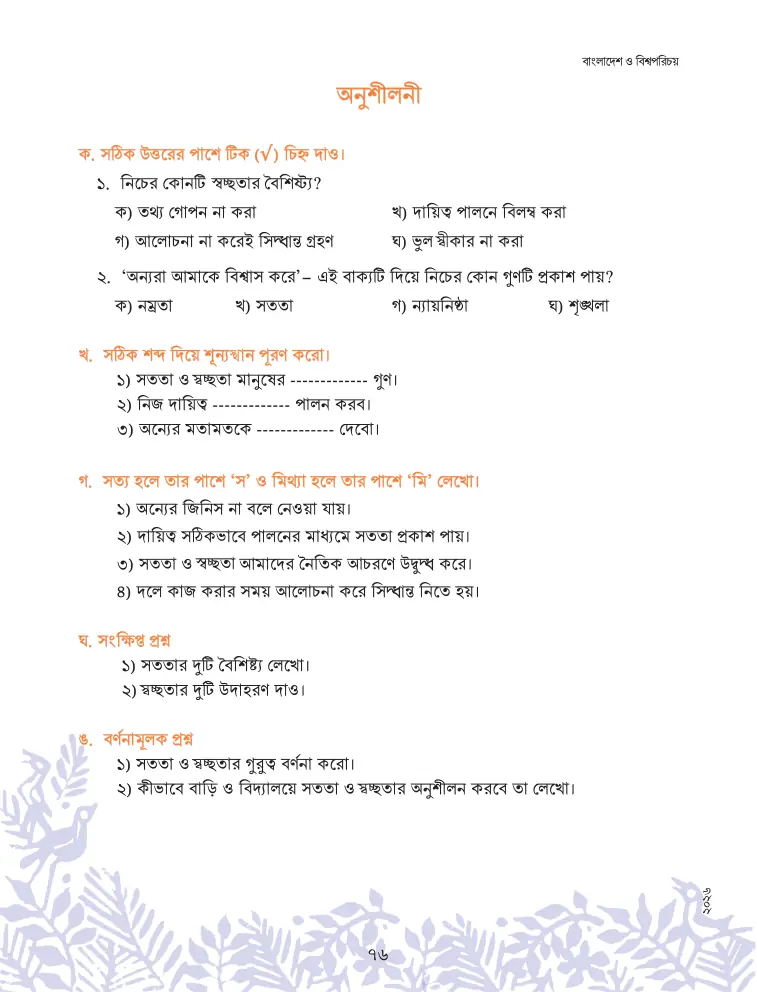 বাংলাদেশ ও বিশ্বপরিচয়
অনুশীলনী
ক. সঠিক উত্তরের পাশে টিক (√) চিহ্ন দাও।
১. নিচের কোনটি স্বচ্ছতার বৈশিষ্ট্য?
ক) তথ্য গোপন না করা খ) দায়িত্ব পালনে বিলম্ব করা
গ) আলোচনা না করেই সিদ্ধান্ত গ্রহণ ঘ) ভুল স্বীকার না করা
২. ‘অন্যরা আমাকে বিশ্বাস করে’– এই বাক্যটি দিয়ে নিচের কোন গুণটি প্রকাশ পায়?
ক) নম্রতা খ) সততা গ) ন্যায়নিষ্ঠা ঘ) শৃঙ্খলা
খ. সঠিক শব্দ দিয়ে শূন্যস্থান পূরণ করো।
১) সততা ও স্বচ্ছতা মানুষের ------------- গুণ।
২) নিজ দায়িত্ব ------------- পালন করব।
৩) অন্যের মতামতকে ------------- দেবো।
গ. সত্য হলে তার পাশে ‘স’ ও মিথ্যা হলে তার পাশে ‘মি’ লেখো।
১) অন্যের জিনিস না বলে নেওয়া যায়।
২) দায়িত্ব সঠিকভাবে পালনের মাধ্যমে সততা প্রকাশ পায়।
৩) সততা ও স্বচ্ছতা আমাদের নৈতিক আচরণে উদ্বুদ্ধ করে।
৪) দলে কাজ করার সময় আলোচনা করে সিদ্ধান্ত নিতে হয়।
ঘ. সংক্ষিপ্ত প্রশ্ন
১) সততার দুটি বৈশিষ্ট্য লেখো।
২) স্বচ্ছতার দুটি উদাহরণ দাও।
ঙ. বর্ণনামূলক প্রশ্ন
১) সততা ও স্বচ্ছতার গুরুত্ব বর্ণনা করো।
২) কীভাবে বাড়ি ও বিদ্যালয়ে সততা ও স্বচ্ছতার অনুশীলন করবে তা লেখো।
২০২৬
৭৬